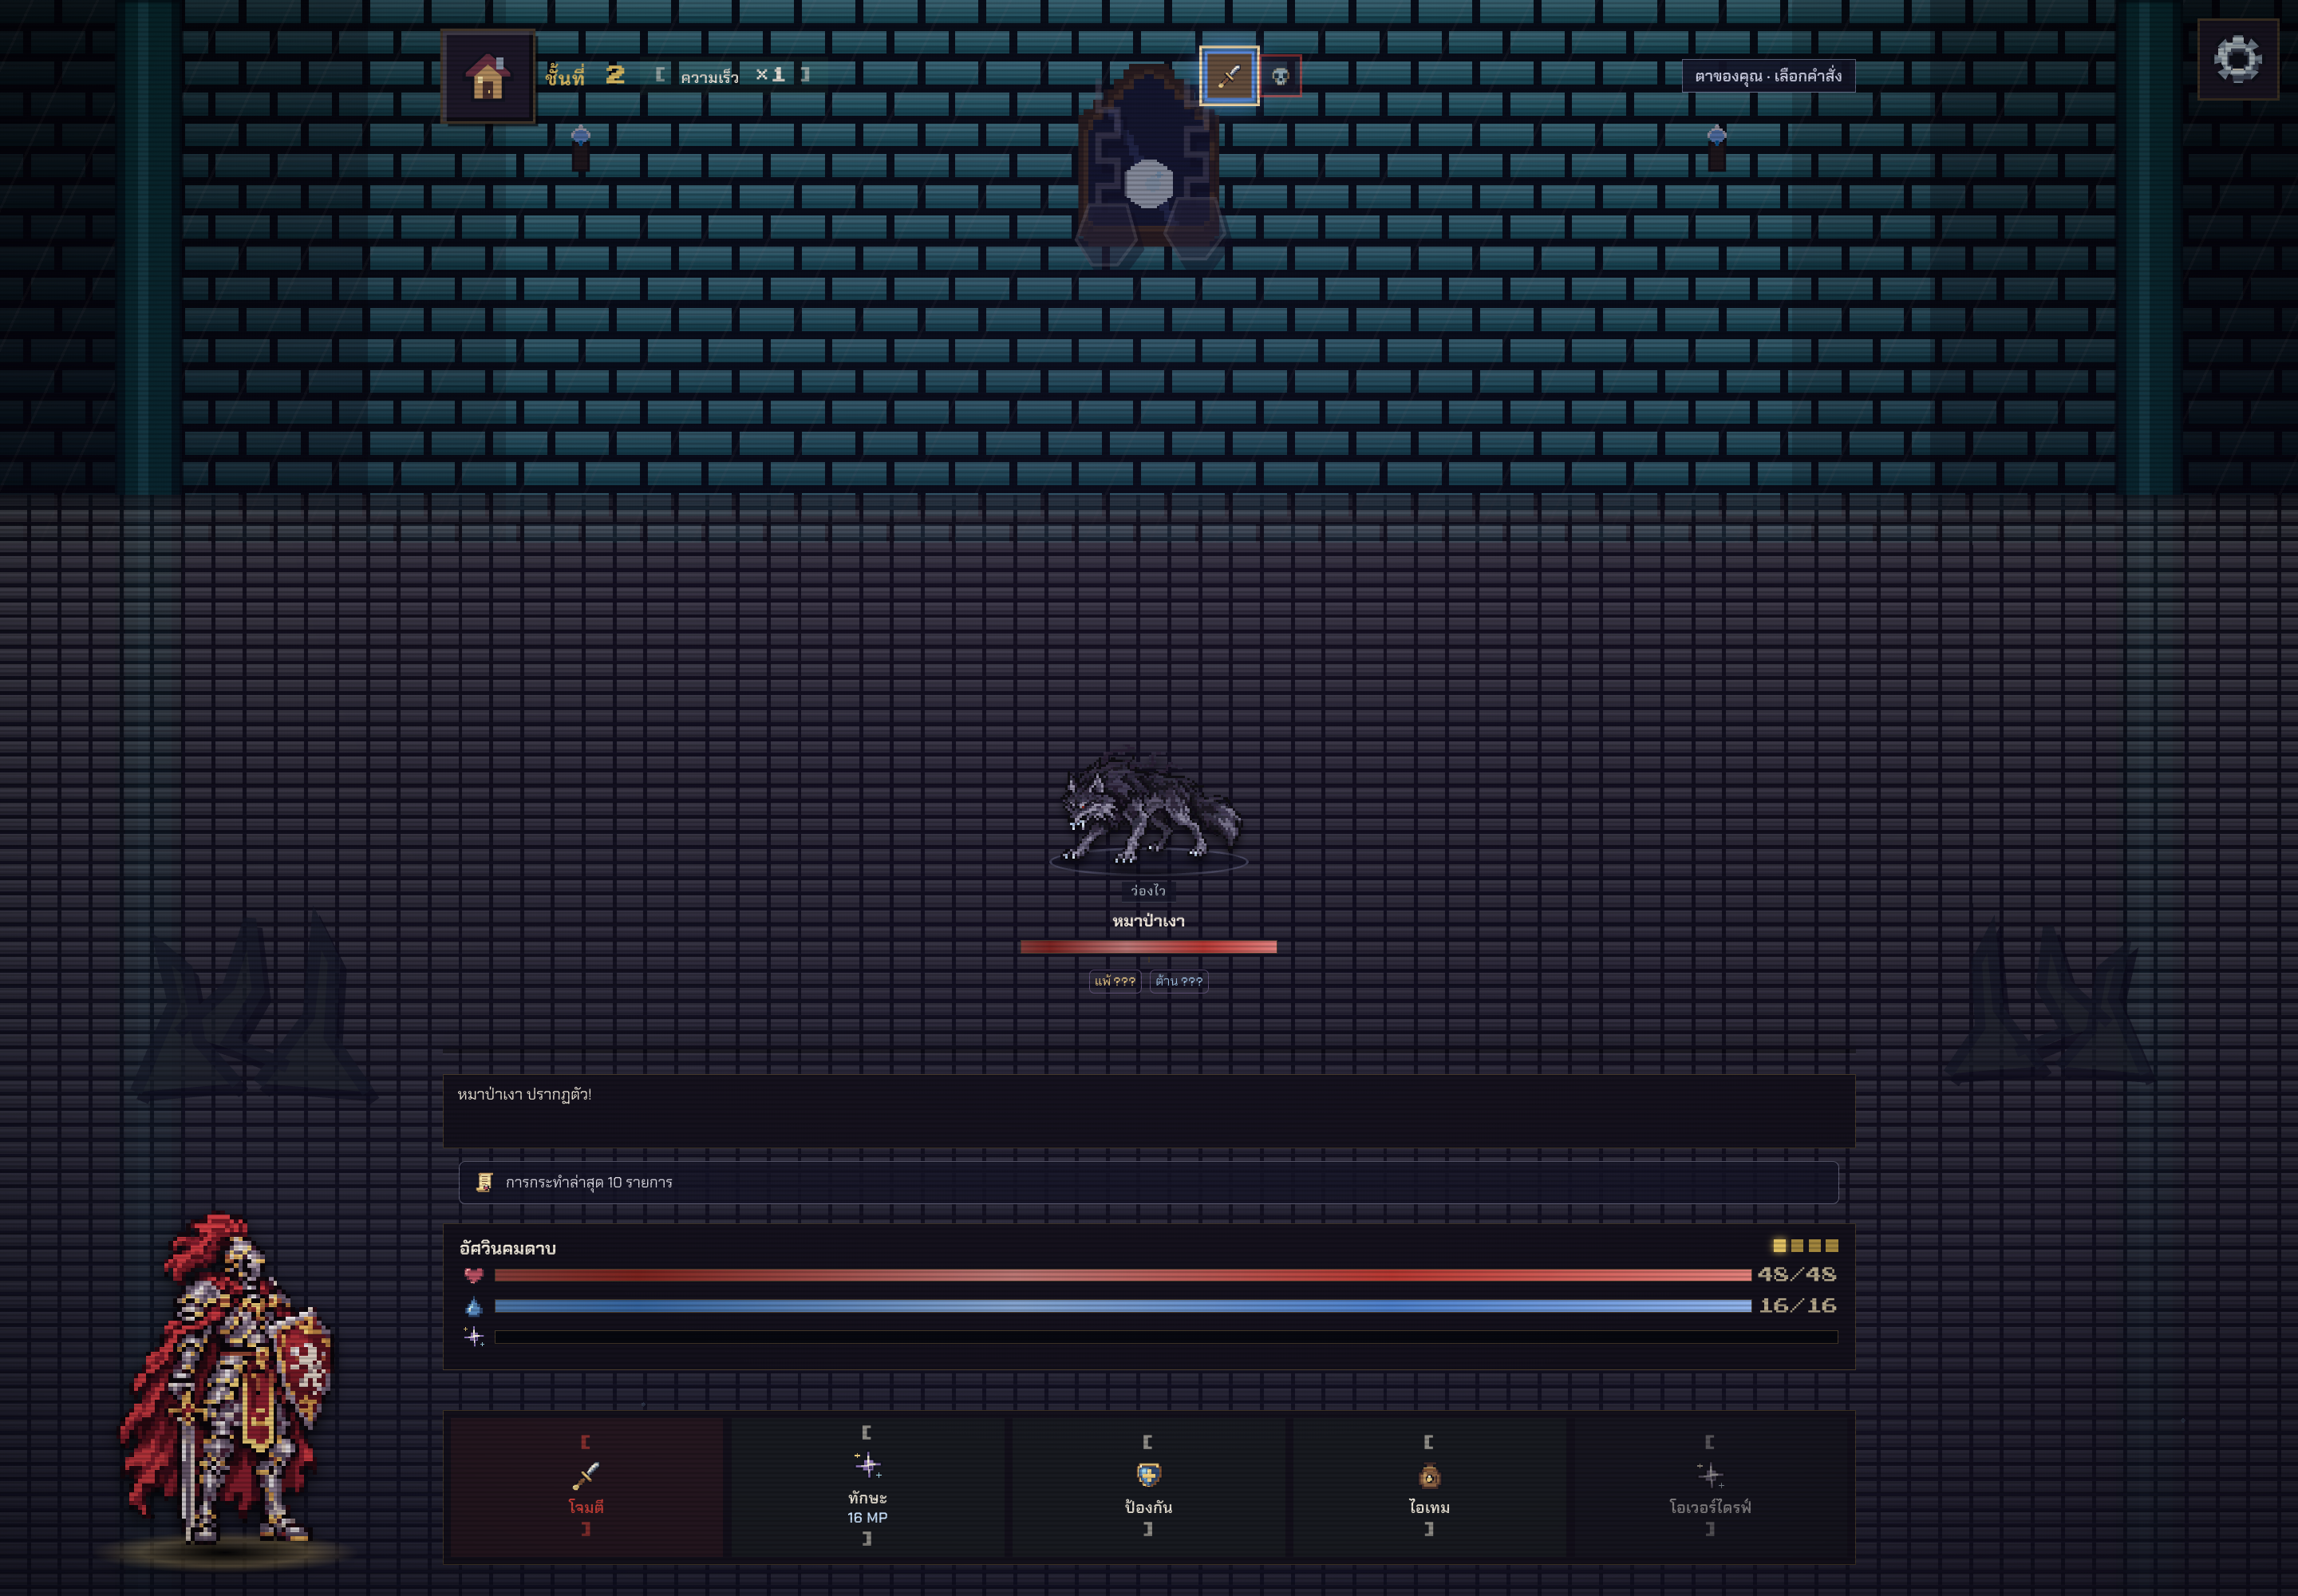 ชั้นที่ 2 [ ความเร็ว ×1 ]
ตาของคุณ · เลือกคำสั่ง
ว่องไว
หมาป่าเงา
แพ้ ??? ต้าน ???
หมาป่าเงา ปรากฏตัว!
การกระทำล่าสุด 10 รายการ
อัศวินคมดาบ
48/48
16/16
[ โจมตี ]
[ ทักษะ 16 MP ]
[ ป้องกัน ]
[ ไอเทม ]
[ โอเวอร์ไดรฟ์ ]